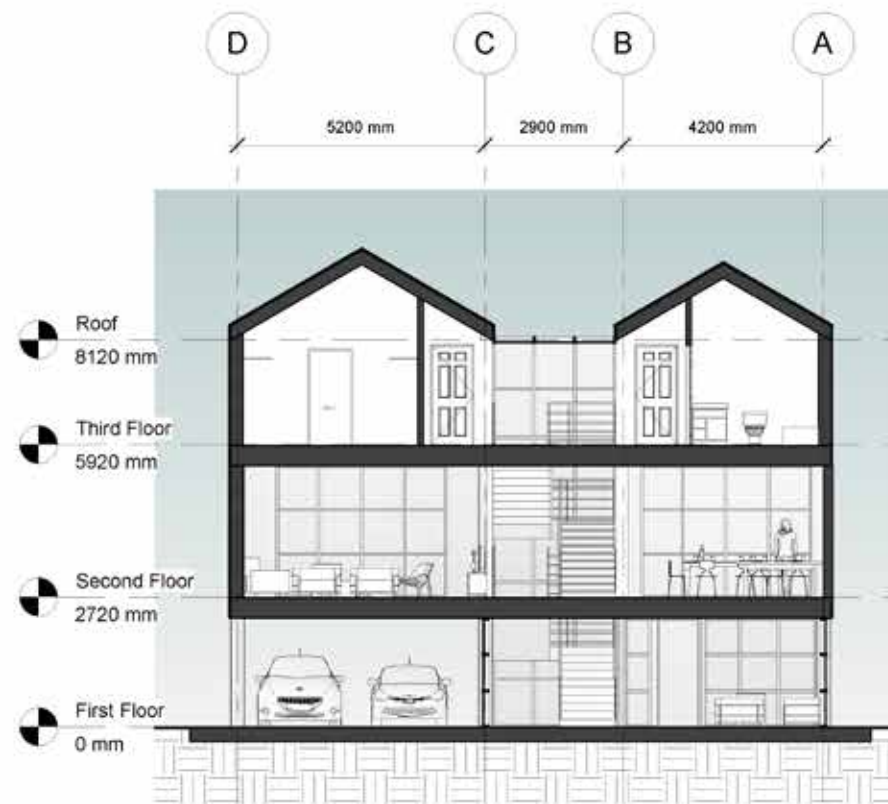 D C B A
5200 mm 2900 mm 4200 mm
Roof
8120 mm
Third Floor
5920 mm
Second Floor
2720 mm
First Floor
0 mm